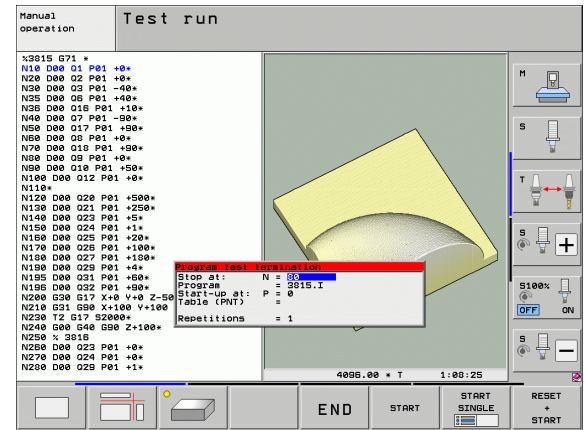 Manual
operation
Test run
%3815 G71 *
N10 D00 Q1 P01 +0*
N20 D00 Q2 P01 +0*
N30 D00 Q3 P01 -40*
N35 D00 Q6 P01 +40*
N36 D00 Q16 P01 +10*
N40 D00 Q7 P01 -90*
N50 D00 Q17 P01 +90*
N60 D00 Q8 P01 +0*
N70 D00 Q18 P01 +90*
N80 D00 Q9 P01 +0*
N90 D00 Q10 P01 +50*
N100 D00 Q12 P01 +0*
N110*
N120 D00 Q20 P01 +500*
N130 D00 Q21 P01 +250*
N140 D00 Q23 P01 +5*
N150 D00 Q24 P01 +1*
N160 D00 Q25 P01 +20*
N170 D00 Q26 P01 +100*
N180 D00 Q27 P01 +180*
N190 D00 Q29 P01 +4*
N195 D00 Q31 P01 +60*
N196 D00 Q32 P01 +90*
N200 G30 G17 X+0 Y+0 Z-50
N210 G31 G90 X+100 Y+100
N230 T2 G17 S2000*
N240 G00 G40 G90 Z+100*
N250 % 3816
N260 D00 Q23 P01 +0*
N270 D00 Q24 P01 +0*
N280 D00 Q29 P01 +1*
Program test termination
Stop at: N = 80
Program = 3815.I
Start-up at: P = 0
Table (PNT) =
Repetitions = 1
4096.00 * T 1:08:25
M
S
T
S
S100%
OFF ON
S
END
START
START
SINGLE
RESET
+
START